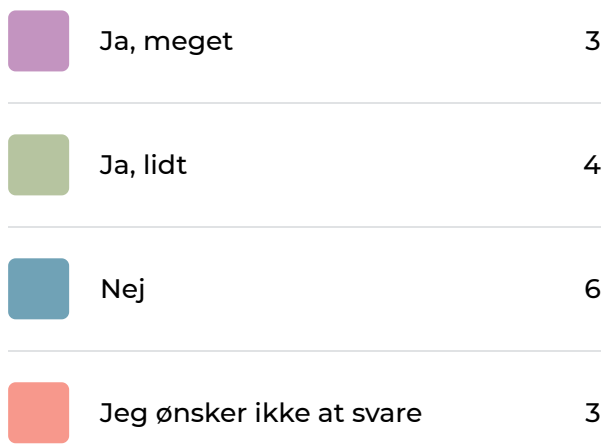 Ja, meget 3
Ja, lidt 4
Nej 6
Jeg ønsker ikke at svare 3